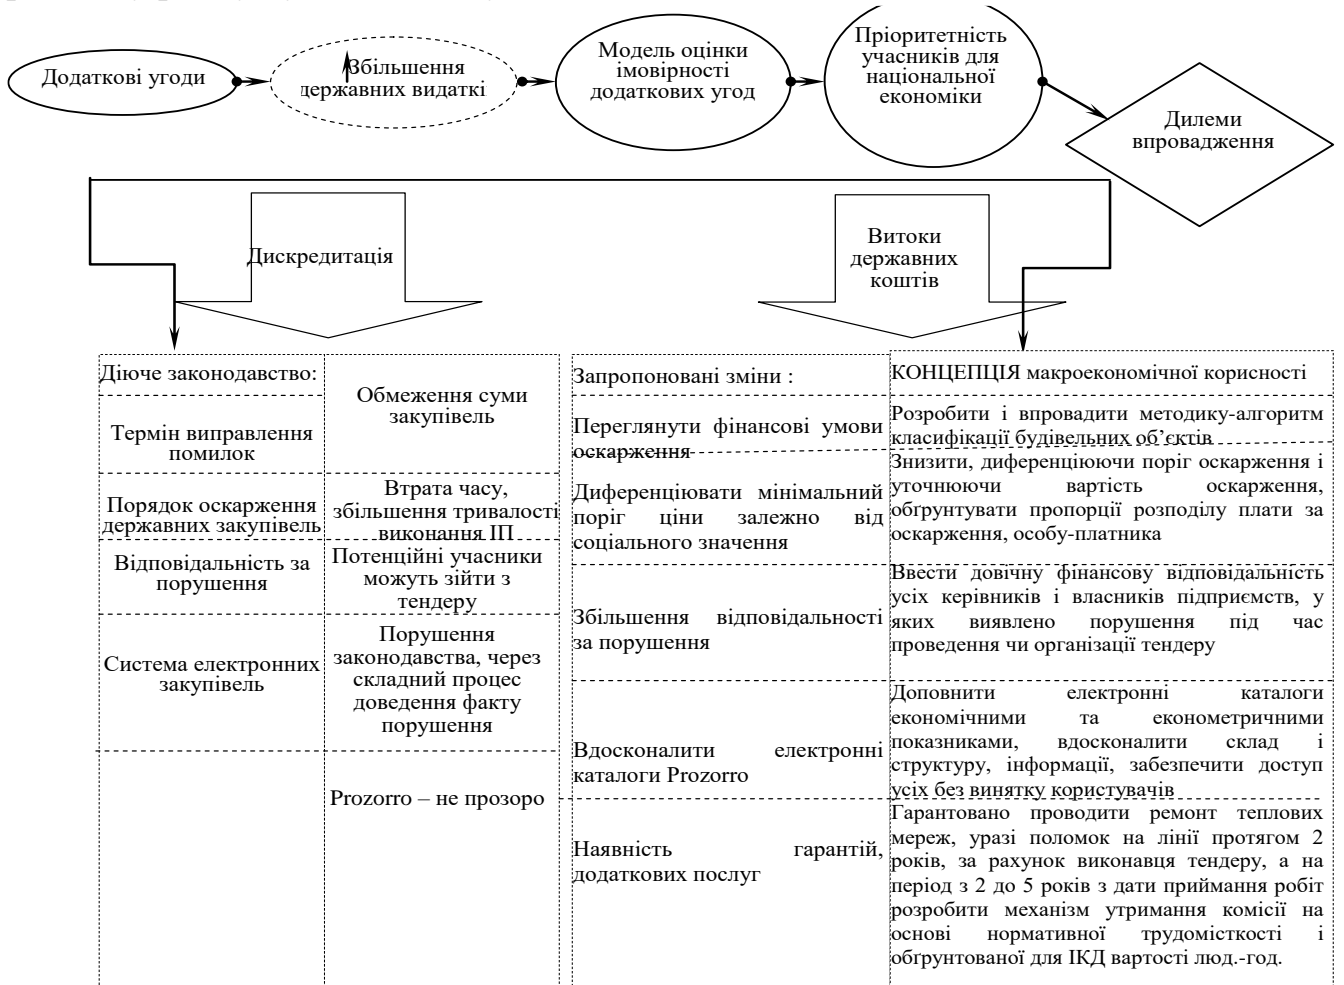 Додаткові угоди
Збільшення
державних видаткі
Модель оцінки
імовірності
додаткових угод
Пріоритетність
учасників для
національної
економіки
Дилеми
впровадження
Дискредитація
Витоки
державних
коштів
Діюче законодавство:
Термін виправлення
помилок
Порядок оскарження
державних закупівель
Відповідальність за
порушення
Система електронних
закупівель
Обмеження суми
закупівель
Втрата часу,
збільшення тривалості
виконання ІП
Потенційні учасники
можуть зійти з
тендеру
Порушення
законодавства, через
складний процес
доведення факту
порушення
Prozorro – не прозоро
Запропоновані зміни :
Переглянути фінансові умови
оскарження
Диференціювати мінімальний
поріг ціни залежно від
соціального значення
Збільшення відповідальності
за порушення
Вдосконалити електронні
каталоги Prozorro
Наявність гарантій,
додаткових послуг
КОНЦЕПЦІЯ макроекономічної корисності
Розробити і впровадити методику-алгоритм
класифікації будівельних об’єктів
Знизити, диференціюючи поріг оскарження і
уточнюючи вартість оскарження,
обґрунтувати пропорції розподілу плати за
оскарження, особу-платника
Ввести довічну фінансову відповідальність
усіх керівників і власників підприємств, у
яких виявлено порушення під час
проведення чи організації тендеру
Доповнити електронні каталоги
економічними та економетричними
показниками, вдосконалити склад і
структуру, інформації, забезпечити доступ
усіх без винятку користувачів
Гарантовано проводити ремонт теплових
мереж, уразі поломок на лінії протягом 2
років, за рахунок виконавця тендеру, а на
період з 2 до 5 років з дати приймання робіт
розробити механізм утримання комісії на
основі нормативної трудомісткості і
обґрунтованої для ІКД вартості люд.-год.